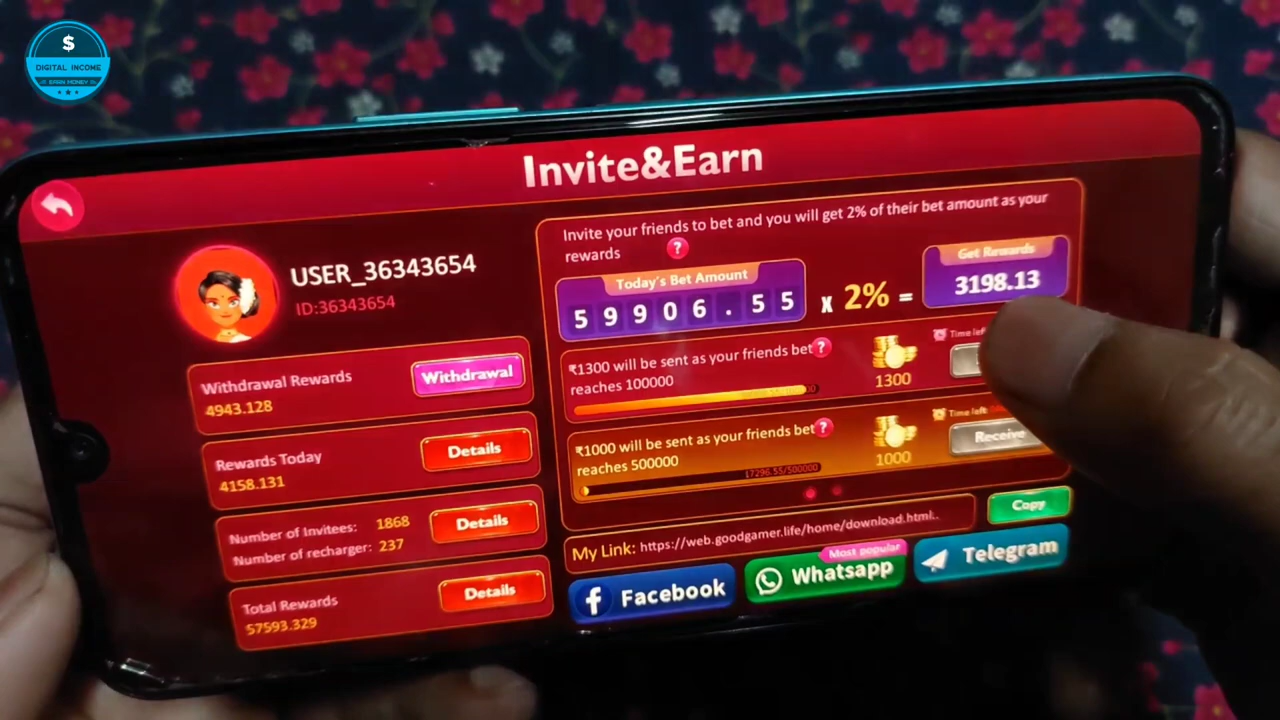 $
DIGITAL INCOME
EARN MONEY
Invite&Earn
USER_36343654
ID:36343654
Withdrawal Rewards
4943.128
Withdrawal
Rewards Today
4158.131
Details
Number of Invitees: 1868
Number of recharger: 237
Details
Total Rewards
57593.329
Details
Invite your friends to bet and you will get 2% of their bet amount as your
rewards ?
Today's Bet Amount
59906.55
x 2% =
Get Rewards
3198.13
₹1300 will be sent as your friends bet ?
reaches 100000
1300
Time left
₹1000 will be sent as your friends bet ?
reaches 500000
17296.55/500000
1000
Time left
Receive
My Link: https://web.goodgamer.life/home/download.html..
Copy
Facebook
Most popular
Whatsapp
Telegram